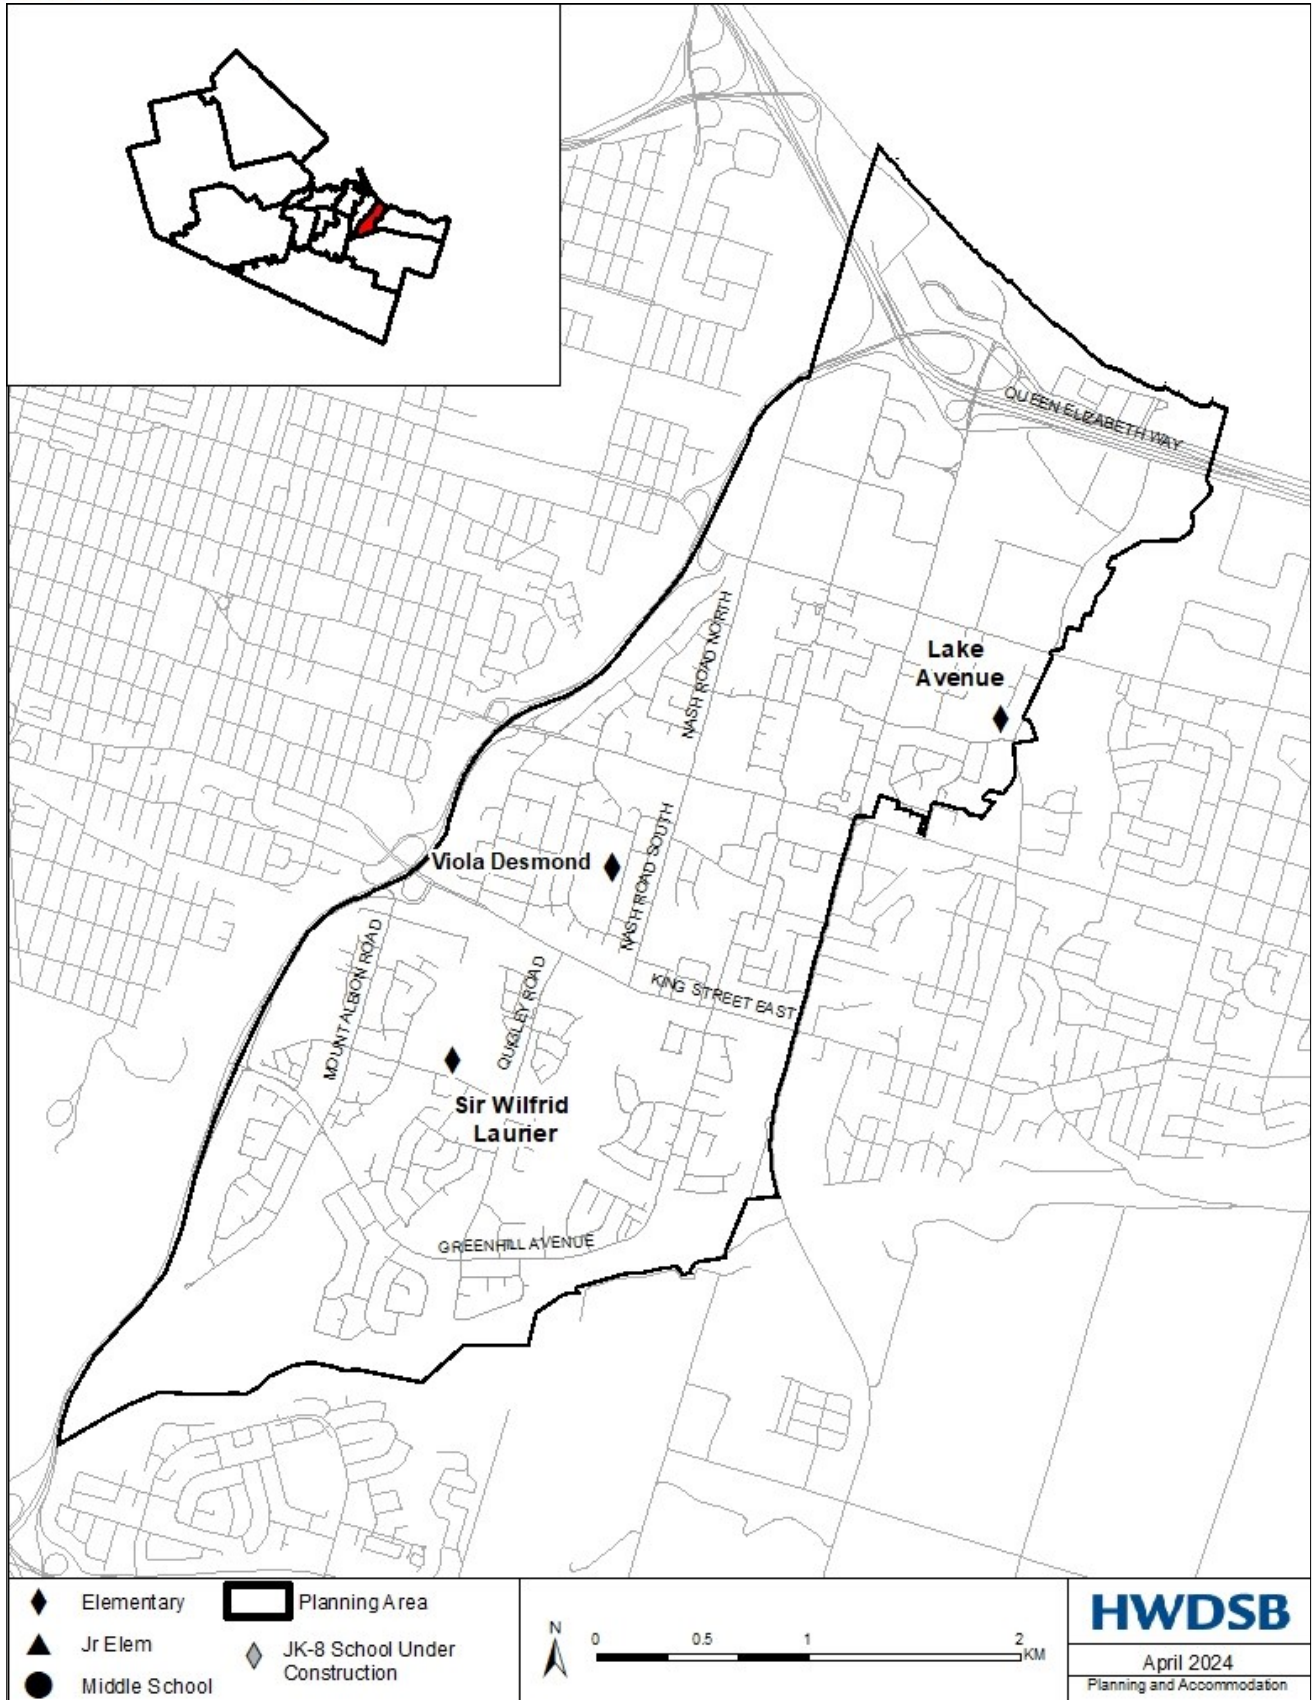 QUEEN ELIZABETH WAY
NASH ROAD NORTH
Lake
Avenue
Viola Desmond
NASH ROAD SOUTH
MOUNT ALBION ROAD
QUIGLEY ROAD
KING STREET EAST
Sir Wilfrid
Laurier
GREENHILL AVENUE
Elementary
Planning Area
Jr Elem
JK-8 School Under
Construction
Middle School
N
0 0.5 1 2
KM
HWDSB
April 2024
Planning and Accommodation